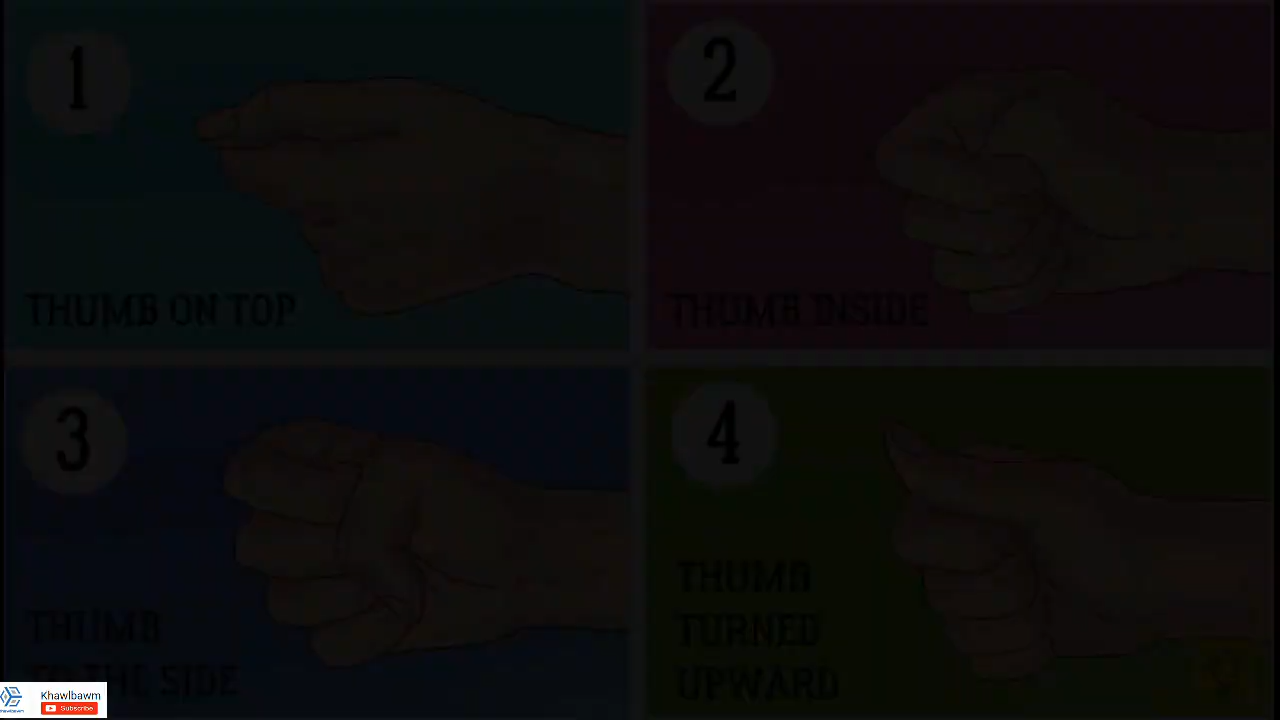 1
THUMB ON TOP
2
THUMB INSIDE
3
THUMB
TO THE SIDE
4
THUMB
TURNED
UPWARD
Khawlbawm
Subscribe